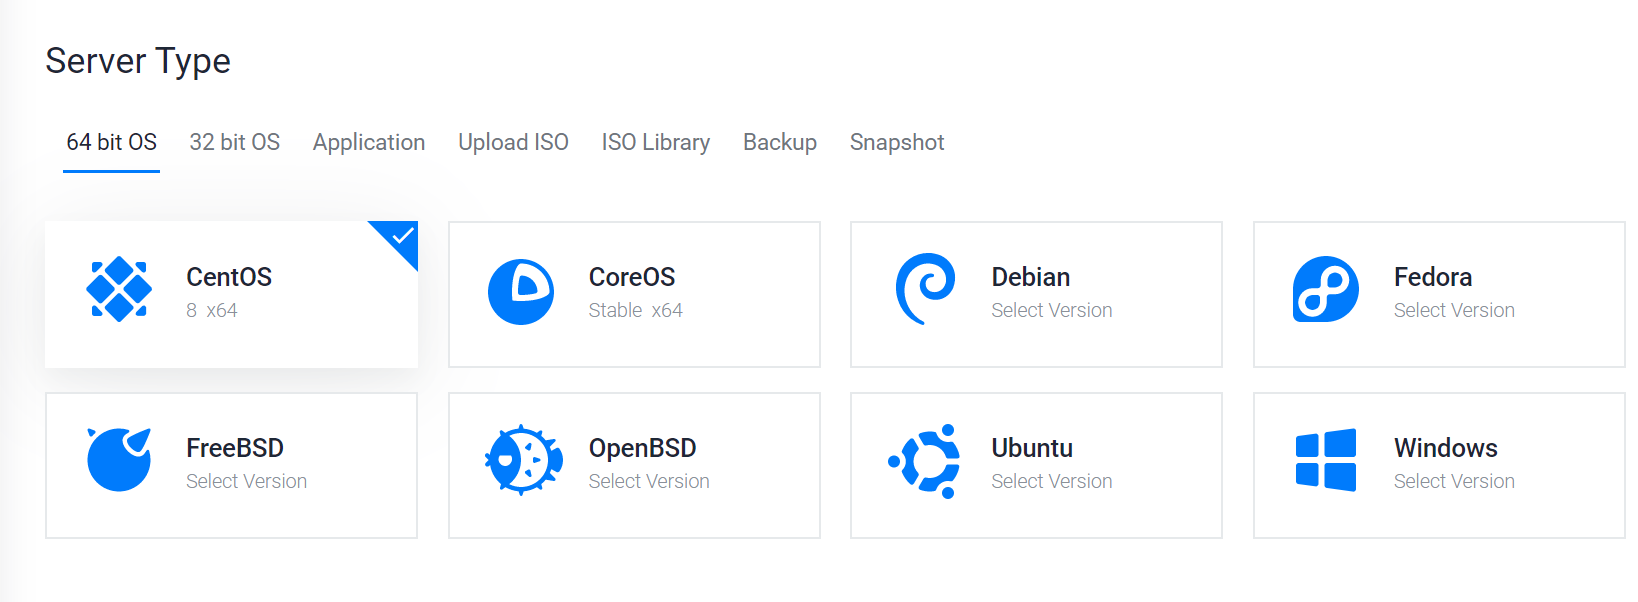 Server Type
64 bit OS 32 bit OS Application Upload ISO ISO Library Backup Snapshot
CentOS
8 x64
CoreOS
Stable x64
Debian
Select Version
Fedora
Select Version
FreeBSD
Select Version
OpenBSD
Select Version
Ubuntu
Select Version
Windows
Select Version